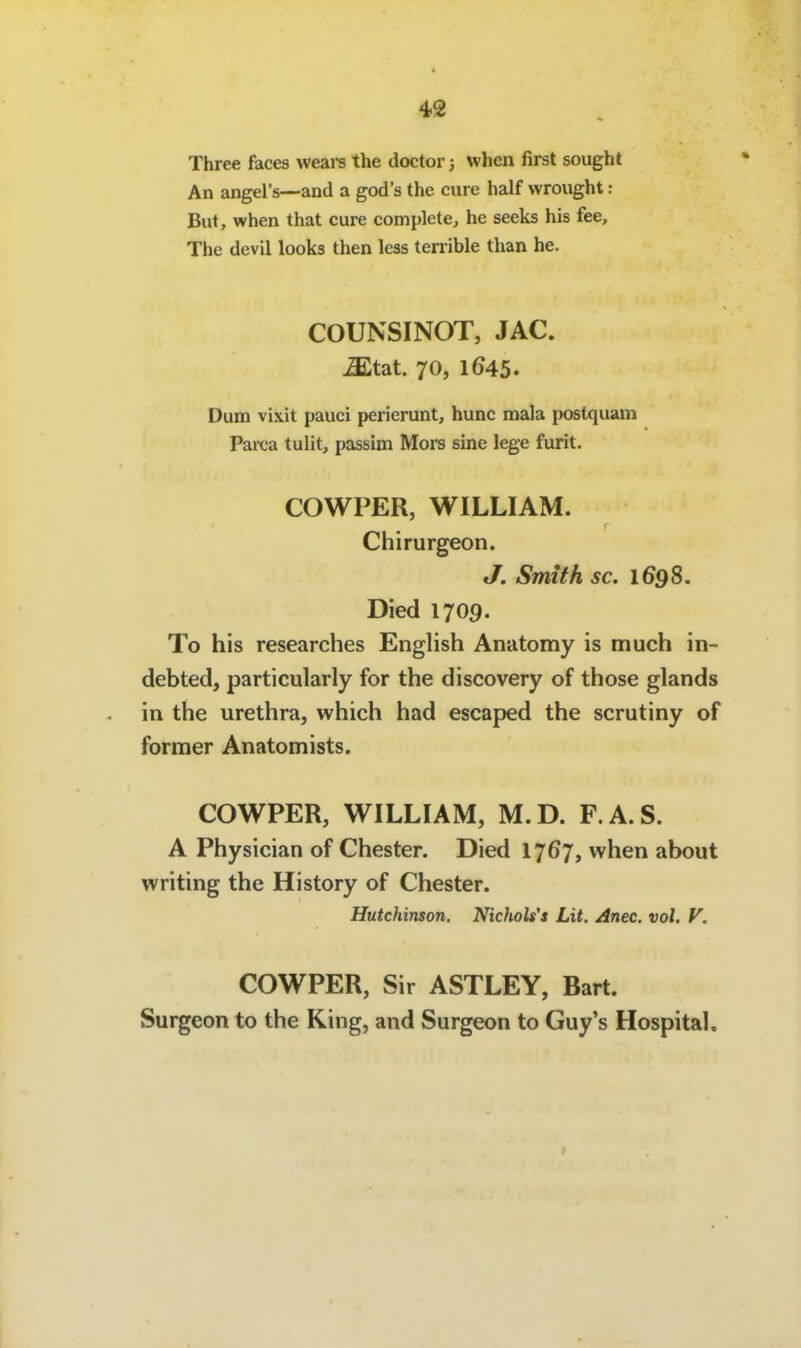 42
Three faces wears the doctor; when first sought
An angel's—and a god's the cure half wrought:
But, when that cure complete, he seeks his fee,
The devil looks then less terrible than he.
COUNSINOT, JAC.
Ætat. 70, 1645.
Dum vixit pauci perierunt, hunc mala postquam
Parca tulit, passim Mors sine lege furit.
COWPER, WILLIAM.
Chirurgeon.
J. Smith sc. 1698.
Died 1709.
To his researches English Anatomy is much in-
debted, particularly for the discovery of those glands
in the urethra, which had escaped the scrutiny of
former Anatomists.
COWPER, WILLIAM, M.D. F.A.S.
A Physician of Chester. Died 1767, when about
writing the History of Chester.
Hutchinson. Nichols's Lit. Anec. vol. V.
COWPER, Sir ASTLEY, Bart.
Surgeon to the King, and Surgeon to Guy's Hospital.